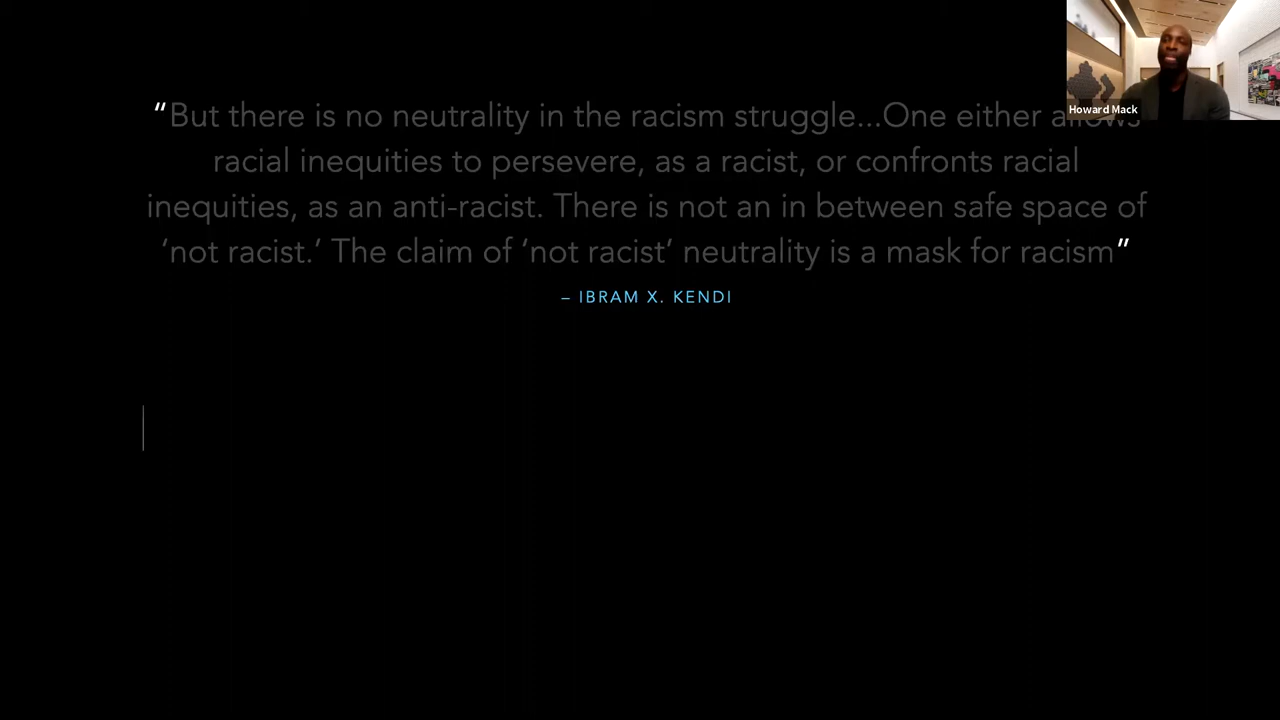 “But there is no neutrality in the racism struggle...One either allows
racial inequities to persevere, as a racist, or confronts racial
inequities, as an anti-racist. There is not an in between safe space of
‘not racist.’ The claim of ‘not racist’ neutrality is a mask for racism”
– IBRAM X. KENDI
Howard Mack